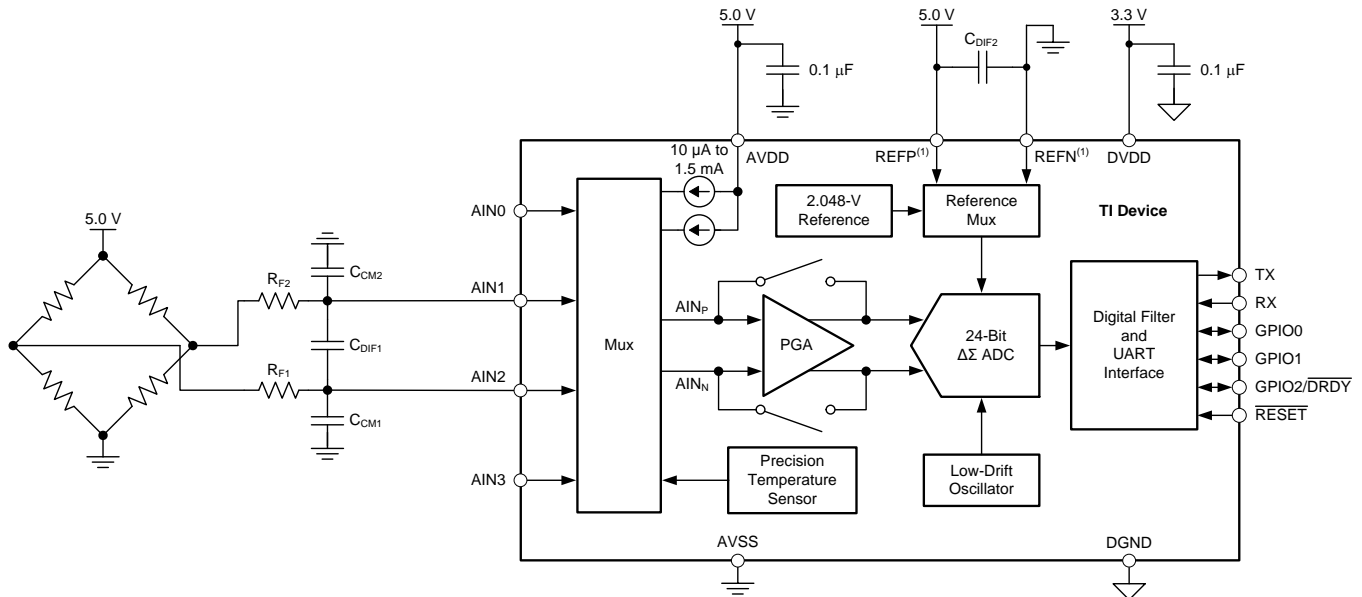 5.0 V
5.0 V
3.3 V
C_DIF2
0.1 μF
0.1 μF
10 μA to
1.5 mA
AVDD
REFP(1)
REFN(1)
DVDD
2.048-V
Reference
Reference
Mux
TI Device
AIN0
5.0 V
C_CM2
R_F2
AIN1
C_DIF1
R_F1
AIN2
C_CM1
AIN3
Mux
AIN_P
AIN_N
PGA
24-Bit
ΔΣ ADC
Digital Filter
and
UART
Interface
TX
RX
GPIO0
GPIO1
GPIO2/D̅R̅D̅Y̅
R̅E̅S̅E̅T̅
Precision
Temperature
Sensor
Low-Drift
Oscillator
AVSS
DGND